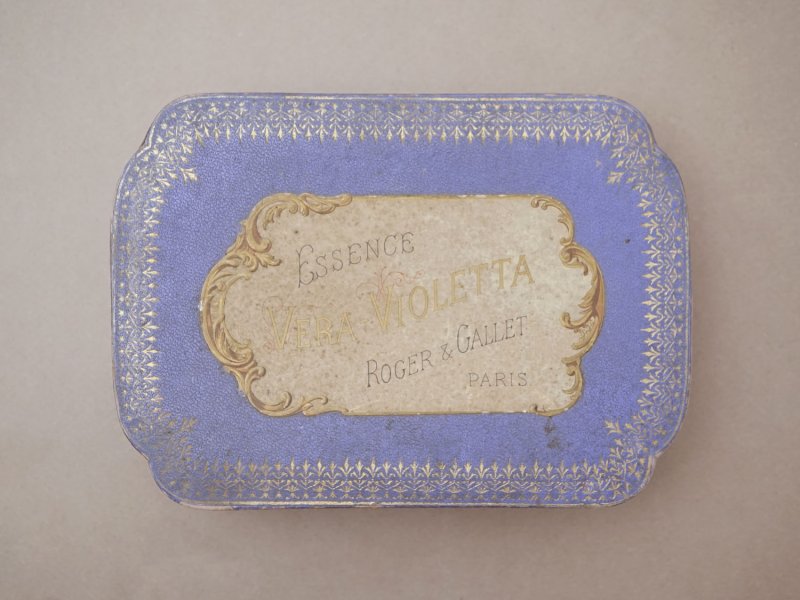 ESSENCE
VERA VIOLETTA
ROGER & GALLET
PARIS